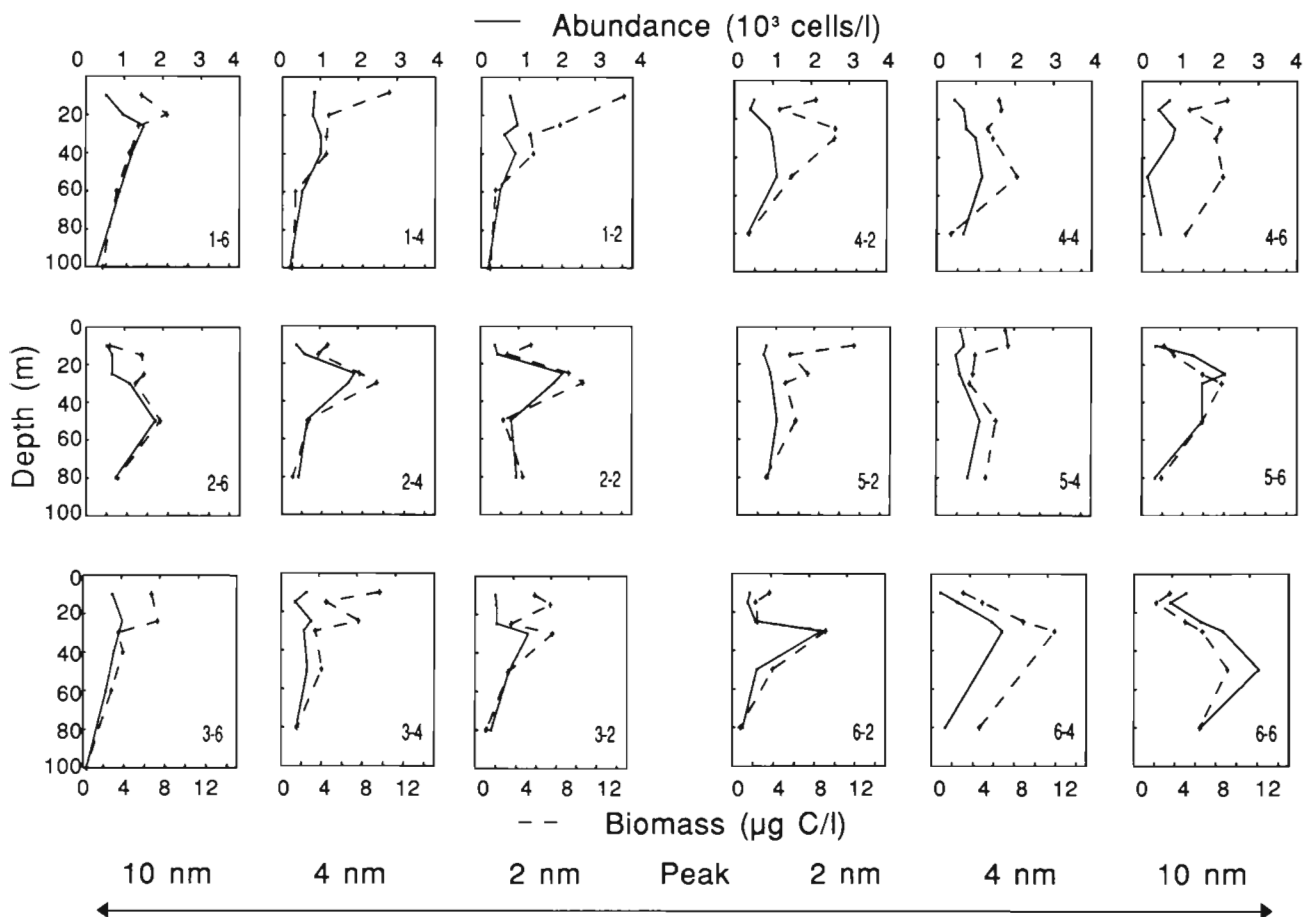 Abundance (10³ cells/l)
0 1 2 3 4 0 1 2 3 4 0 1 2 3 4 0 1 2 3 4 0 1 2 3 4 0 1 2 3 4
20
40
60
80
100
1-6 1-4 1-2 4-2 4-4 4-6
Depth (m)
0
20
40
60
80
100
2-6 2-4 2-2 5-2 5-4 5-6
0
20
40
60
80
100
3-6 3-4 3-2 6-2 6-4 6-6
0 4 8 12 0 4 8 12 0 4 8 12 0 4 8 12 0 4 8 12 0 4 8 12
Biomass (µg C/l)
10 nm 4 nm 2 nm Peak 2 nm 4 nm 10 nm